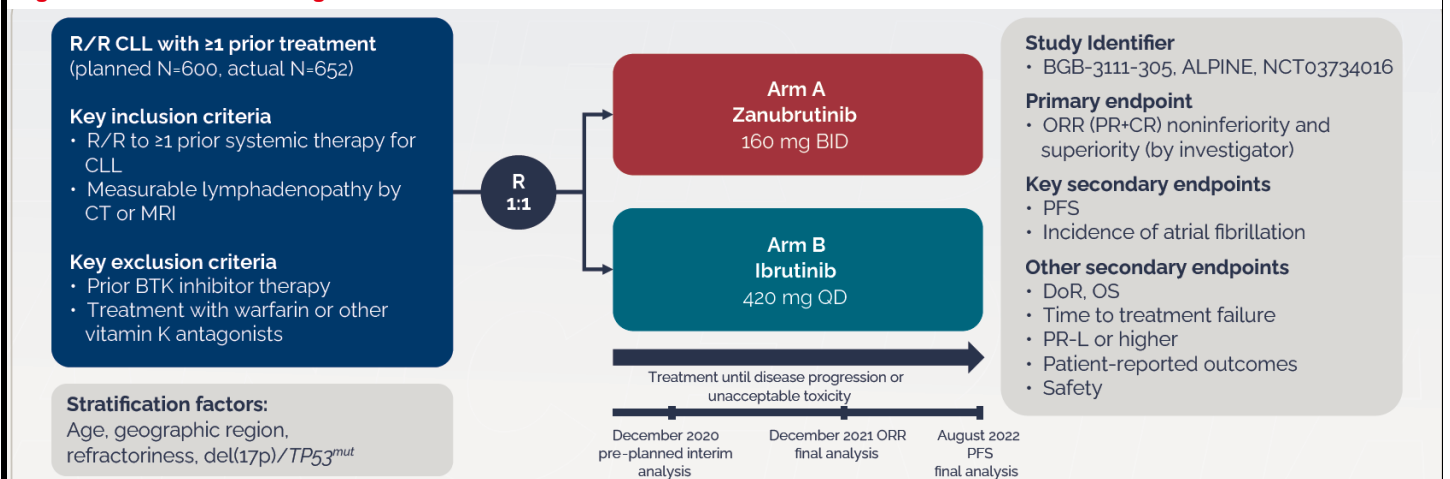 R/R CLL with ≥1 prior treatment
(planned N=600, actual N=652)
Key inclusion criteria
• R/R to ≥1 prior systemic therapy for
CLL
• Measurable lymphadenopathy by
CT or MRI
Key exclusion criteria
• Prior BTK inhibitor therapy
• Treatment with warfarin or other
vitamin K antagonists
Stratification factors:
Age, geographic region,
refractoriness, del(17p)/TP53mut
R
1:1
Arm A
Zanubrutinib
160 mg BID
Arm B
Ibrutinib
420 mg QD
Treatment until disease progression or
unacceptable toxicity
December 2020
pre-planned interim
analysis
December 2021 ORR
final analysis
August 2022
PFS
final analysis
Study Identifier
• BGB-3111-305, ALPINE, NCT03734016
Primary endpoint
• ORR (PR+CR) noninferiority and
superiority (by investigator)
Key secondary endpoints
• PFS
• Incidence of atrial fibrillation
Other secondary endpoints
• DoR, OS
• Time to treatment failure
• PR-L or higher
• Patient-reported outcomes
• Safety